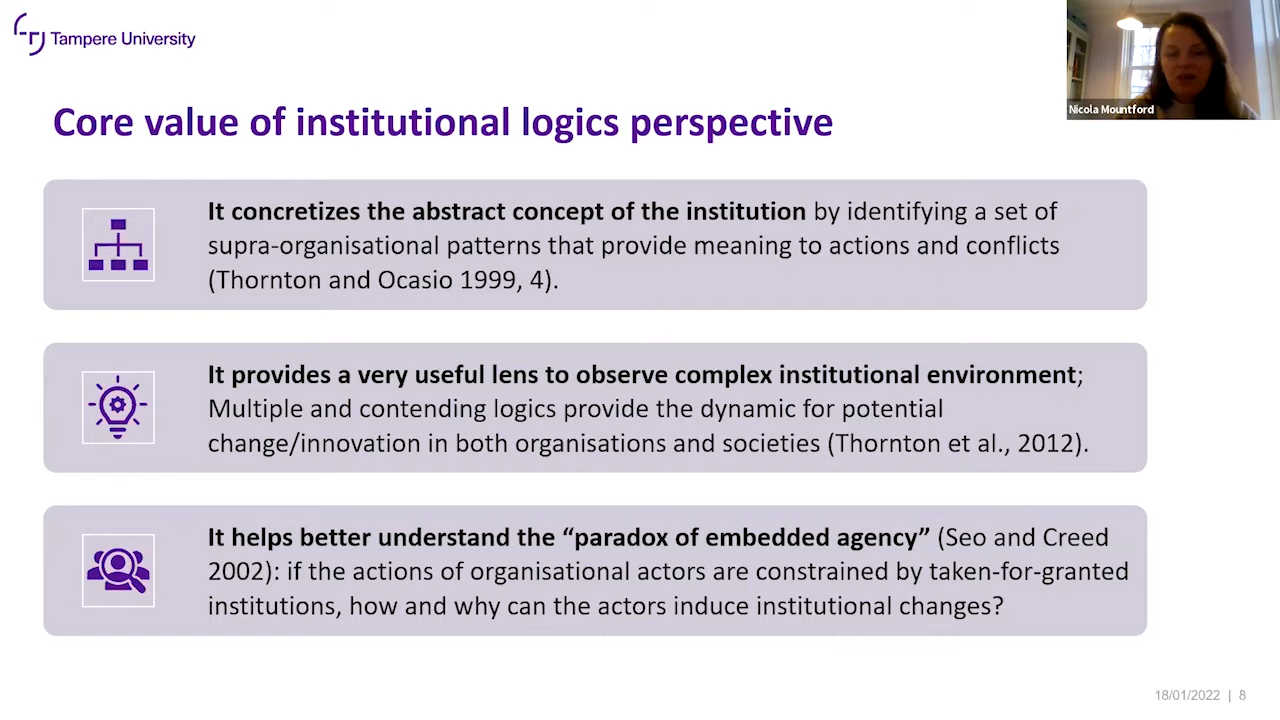 Tampere University
Nicola Mountford
Core value of institutional logics perspective
It concretizes the abstract concept of the institution by identifying a set of
supra-organisational patterns that provide meaning to actions and conflicts
(Thornton and Ocasio 1999, 4).
It provides a very useful lens to observe complex institutional environment;
Multiple and contending logics provide the dynamic for potential
change/innovation in both organisations and societies (Thornton et al., 2012).
It helps better understand the “paradox of embedded agency” (Seo and Creed
2002): if the actions of organisational actors are constrained by taken-for-granted
institutions, how and why can the actors induce institutional changes?
18/01/2022 | 8